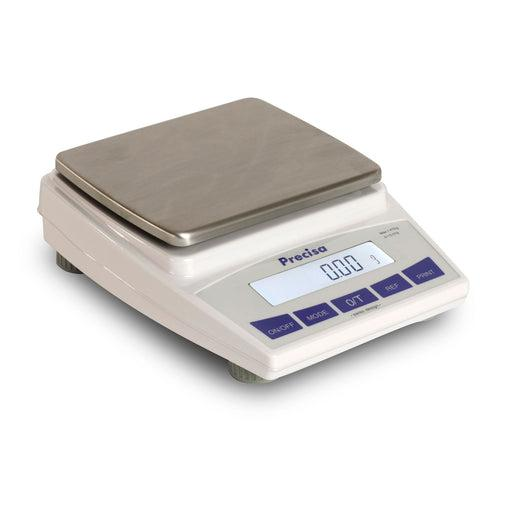 Precisa
0.00 g
ON/OFF
MODE
O/T
REF
PRINT